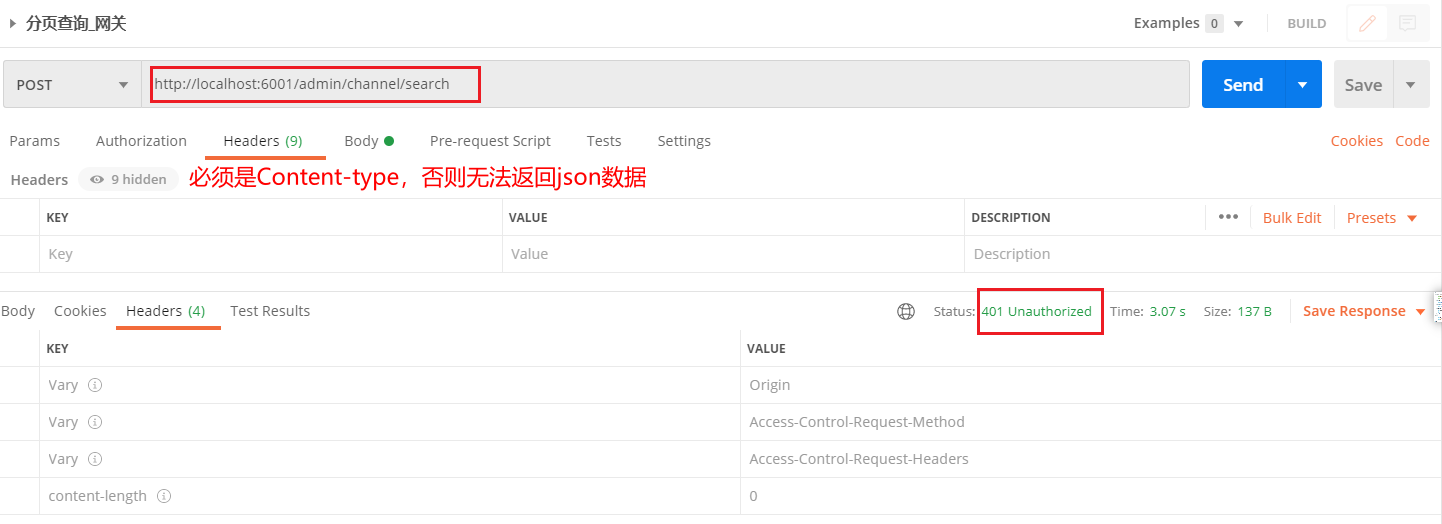 分页查询_网关 Examples 0 BUILD
POST http://localhost:6001/admin/channel/search Send Save
Params Authorization Headers (9) Body Pre-request Script Tests Settings Cookies Code
Headers 9 hidden 必须是Content-type，否则无法返回json数据
KEY VALUE DESCRIPTION ••• Bulk Edit Presets
Key Value Description
Body Cookies Headers (4) Test Results Status: 401 Unauthorized Time: 3.07 s Size: 137 B Save Response
KEY VALUE
Vary Origin
Vary Access-Control-Request-Method
Vary Access-Control-Request-Headers
content-length 0